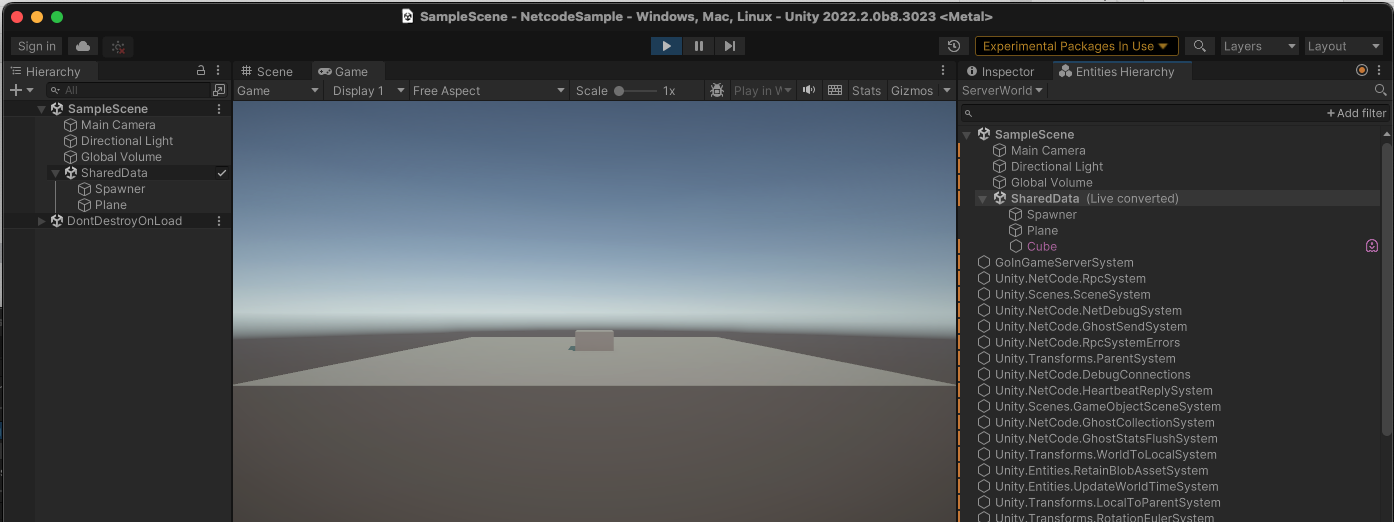 SampleScene - NetcodeSample - Windows, Mac, Linux - Unity 2022.2.0b8.3023 <Metal>
Sign in
Experimental Packages In Use
Layers
Layout
Hierarchy
Scene
Game
Inspector
Entities Hierarchy
All
Game
Display 1
Free Aspect
Scale
1x
Play in W
Stats
Gizmos
ServerWorld
Add filter
SampleScene
Main Camera
Directional Light
Global Volume
SharedData
Spawner
Plane
DontDestroyOnLoad
SampleScene
Main Camera
Directional Light
Global Volume
SharedData (Live converted)
Spawner
Plane
Cube
GoInGameServerSystem
Unity.NetCode.RpcSystem
Unity.Scenes.SceneSystem
Unity.NetCode.NetDebugSystem
Unity.NetCode.GhostSendSystem
Unity.NetCode.RpcSystemErrors
Unity.Transforms.ParentSystem
Unity.NetCode.DebugConnections
Unity.NetCode.HeartbeatReplySystem
Unity.Scenes.GameObjectSceneSystem
Unity.NetCode.GhostCollectionSystem
Unity.NetCode.GhostStatsFlushSystem
Unity.Transforms.WorldToLocalSystem
Unity.Entities.RetainBlobAssetSystem
Unity.Entities.UpdateWorldTimeSystem
Unity.Transforms.LocalToParentSystem
Unity.Transforms.RotationEulerSystem